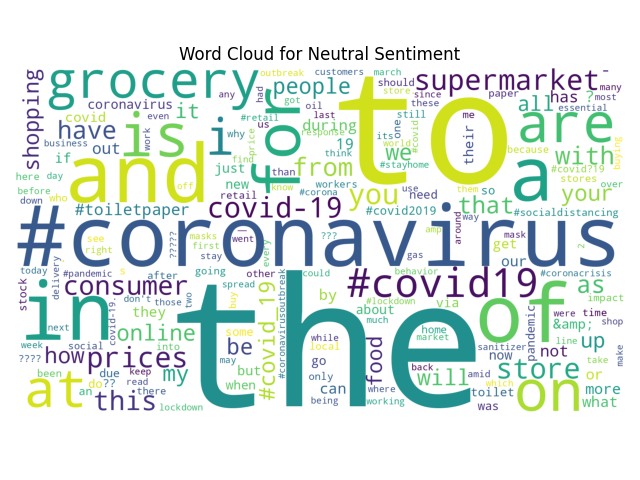 Word Cloud for Neutral Sentiment
shopping
grocery
outbreak
customers
march
supermarket
-
coronavirus
any
had
got
people
should
store
paper
has
?
many
most
covid
even
it
#retail
oil
last
during
still
these
since
all
essential
have
is
i
for
to
me
are
business
work
why
us
price
response
19
its
one
#covid
their
because
buying
if
out
and
just
find
than
from
think
world
we
#stayhome
a
with
#covid?19
here
day
new
know
workers
you
use
need
them
so
stores
over
before
who
off
retail
your
down
#toiletpaper
covid-19
#covid2019
that
#socialdistancing
#coronavirus
see
right
?????
masks
first
stay
—
went
every
???
gas
amp
around
way
mask
get
our
2
today
#pandemic
s
after
going
other
could
behavior
#coronacrisis
stock
delivery
in
consumer
don't
those
two
spread
buy
#covid_19
#coronavirusoutbreak
by
#covid19
#lockdown
about
much
via
of
as
impact
were
time
shop
&amp;
next
covid-19.
they
online
the
some
local
while
food
home
market
pandemic
line
up
week
social
into
????
how
prices
be
may
go
will
back
sanitizer
now
not
take
make
been
due
keep
my
but
when
only
can
where
amid
which
store
or
at
do
??
read
an
this
there
lockdown
being
working
toilet
was
on
more
what